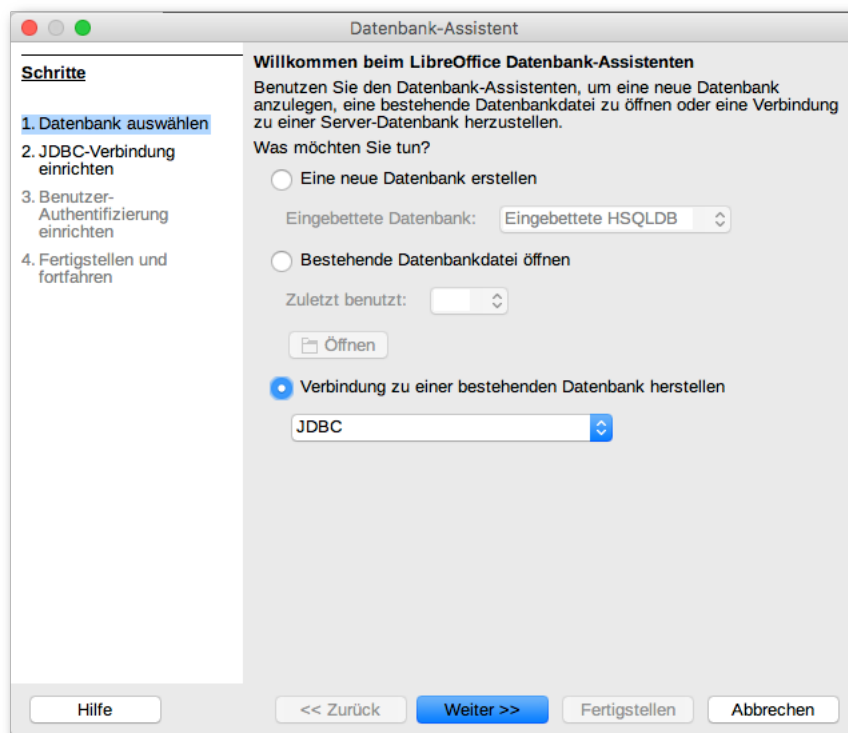 Datenbank-Assistent
Schritte
1. Datenbank auswählen
2. JDBC-Verbindung
einrichten
3. Benutzer-
Authentifizierung
einrichten
4. Fertigstellen und
fortfahren
Willkommen beim LibreOffice Datenbank-Assistenten
Benutzen Sie den Datenbank-Assistenten, um eine neue Datenbank
anzulegen, eine bestehende Datenbankdatei zu öffnen oder eine Verbindung
zu einer Server-Datenbank herzustellen.
Was möchten Sie tun?
Eine neue Datenbank erstellen
Eingebettete Datenbank: Eingebettete HSQLDB
Bestehende Datenbankdatei öffnen
Zuletzt benutzt:
Öffnen
Verbindung zu einer bestehenden Datenbank herstellen
JDBC
Hilfe << Zurück Weiter >> Fertigstellen Abbrechen